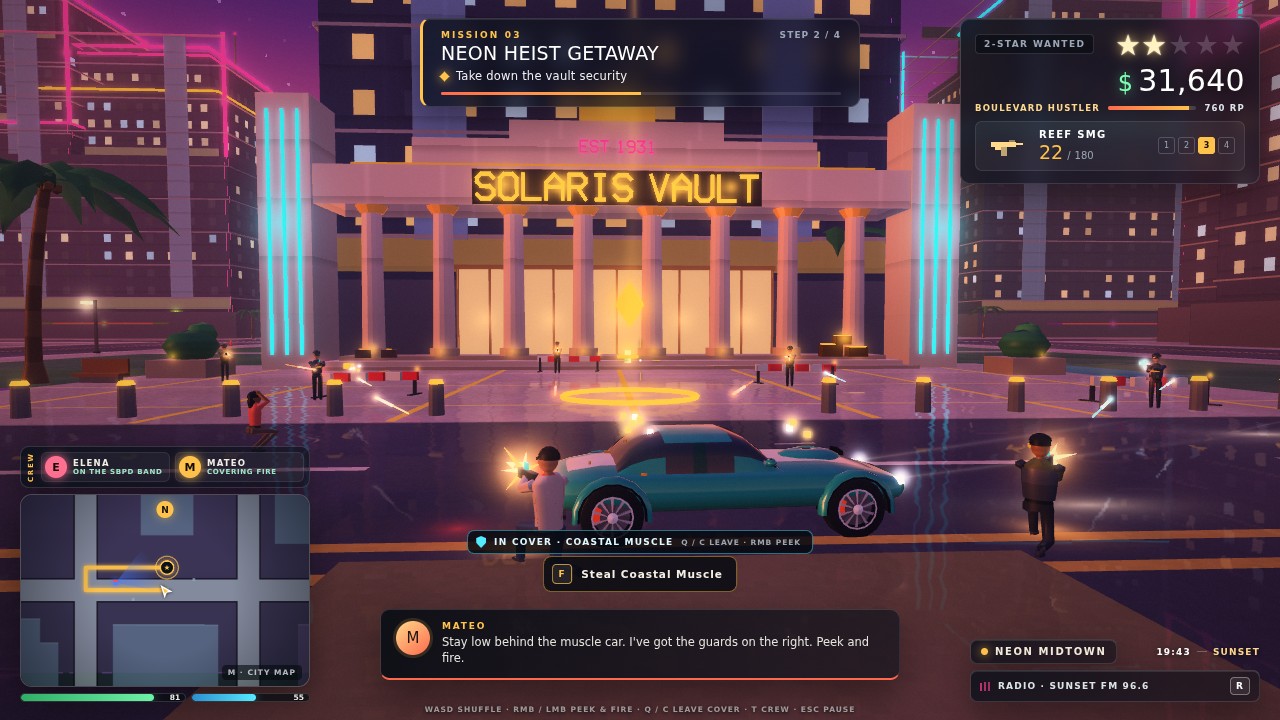 MISSION 03
STEP 2 / 4
NEON HEIST GETAWAY
Take down the vault security
2-STAR WANTED
$ 31,640
BOULEVARD HUSTLER
760 RP
REEF SMG
22 / 180
1 2 3 4
EST 1931
SOLARIS VAULT
CREW
E
ELENA
ON THE SBPD BAND
M
MATEO
COVERING FIRE
N
M · CITY MAP
81
55
IN COVER · COASTAL MUSCLE
Q / C LEAVE · RMB PEEK
F
Steal Coastal Muscle
M
MATEO
Stay low behind the muscle car. I've got the guards on the right. Peek and
fire.
NEON MIDTOWN
19:43 — SUNSET
RADIO · SUNSET FM 96.6
R
WASD SHUFFLE · RMB / LMB PEEK & FIRE · Q / C LEAVE COVER · T CREW · ESC PAUSE